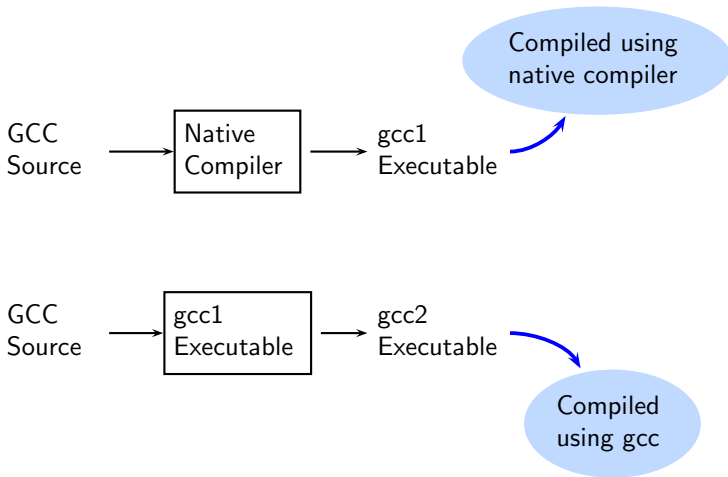 Compiled using
native compiler
GCC
Source
Native
Compiler
gcc1
Executable
GCC
Source
gcc1
Executable
gcc2
Executable
Compiled
using gcc